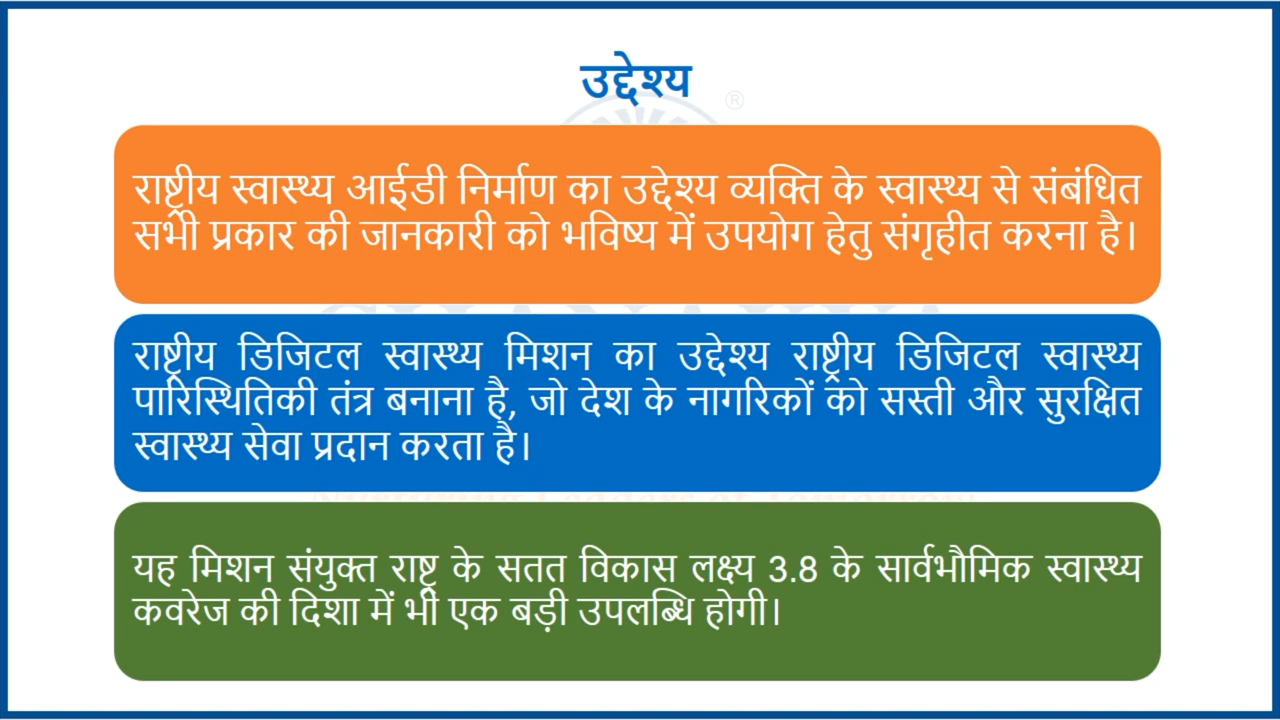 उद्देश्य
®
राष्ट्रीय स्वास्थ्य आईडी निर्माण का उद्देश्य व्यक्ति के स्वास्थ्य से संबंधित
सभी प्रकार की जानकारी को भविष्य में उपयोग हेतु संगृहीत करना है।
राष्ट्रीय डिजिटल स्वास्थ्य मिशन का उद्देश्य राष्ट्रीय डिजिटल स्वास्थ्य
पारिस्थितिकी तंत्र बनाना है, जो देश के नागरिकों को सस्ती और सुरक्षित
स्वास्थ्य सेवा प्रदान करता है।
यह मिशन संयुक्त राष्ट्र के सतत विकास लक्ष्य 3.8 के सार्वभौमिक स्वास्थ्य
कवरेज की दिशा में भी एक बड़ी उपलब्धि होगी।